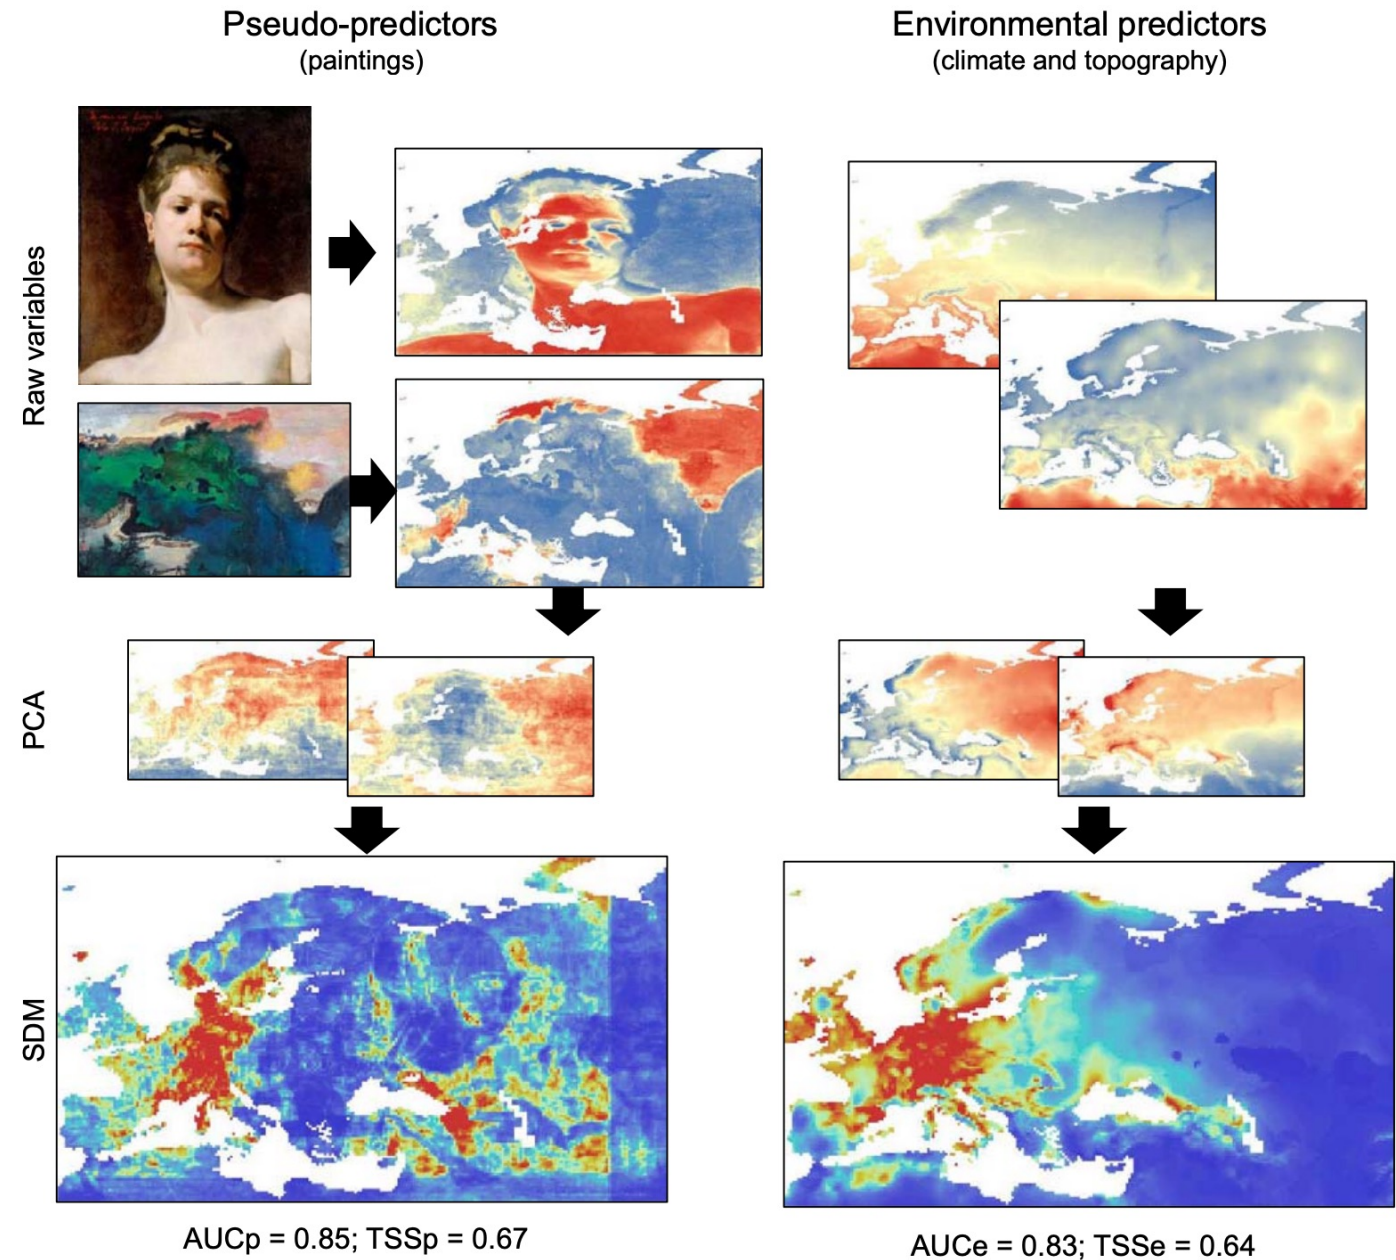 Pseudo-predictors
(paintings)
Environmental predictors
(climate and topography)
Raw variables
PCA
SDM
AUCp = 0.85; TSSp = 0.67
AUCe = 0.83; TSSe = 0.64